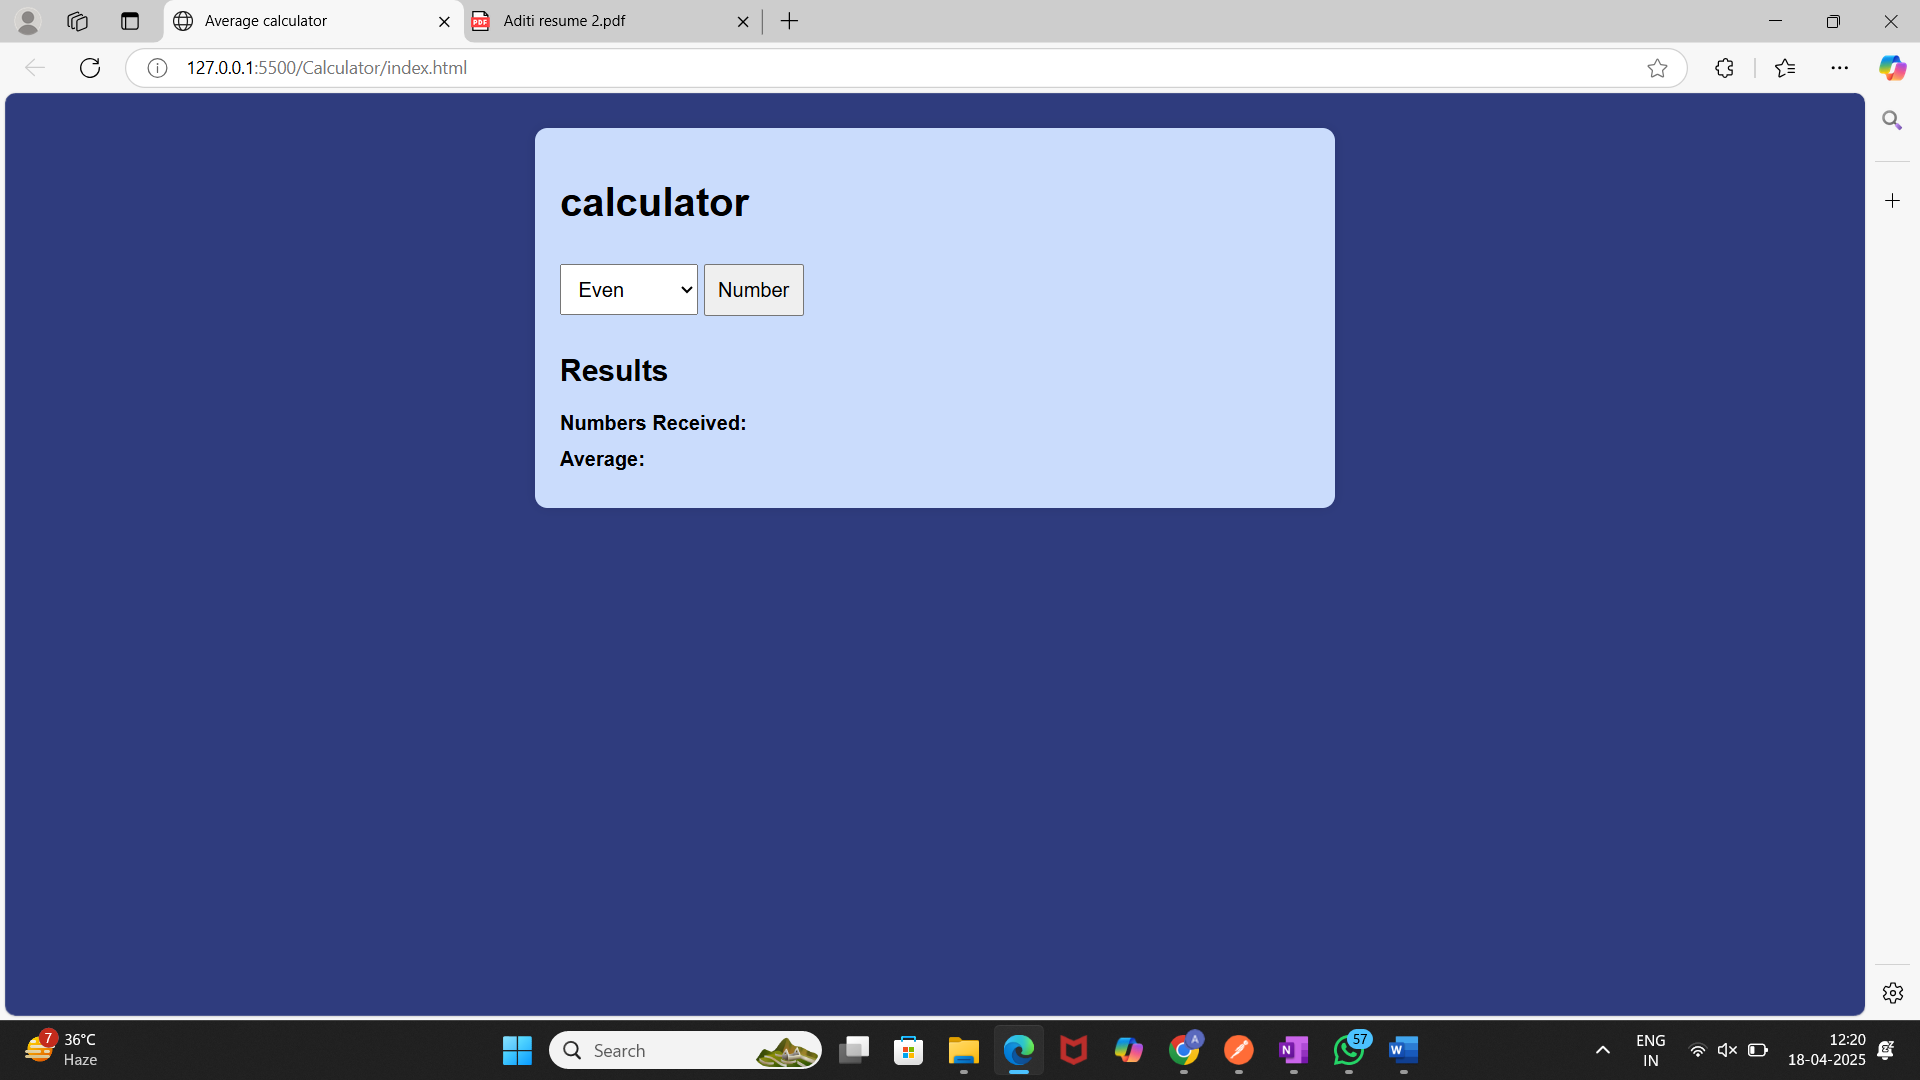 Average calculator
Aditi resume 2.pdf
127.0.0.1:5500/Calculator/index.html
calculator
Even
Number
Results
Numbers Received:
Average:
7
36°C
Haze
Search
A
N
57
W
ENG
IN
12:20
18-04-2025